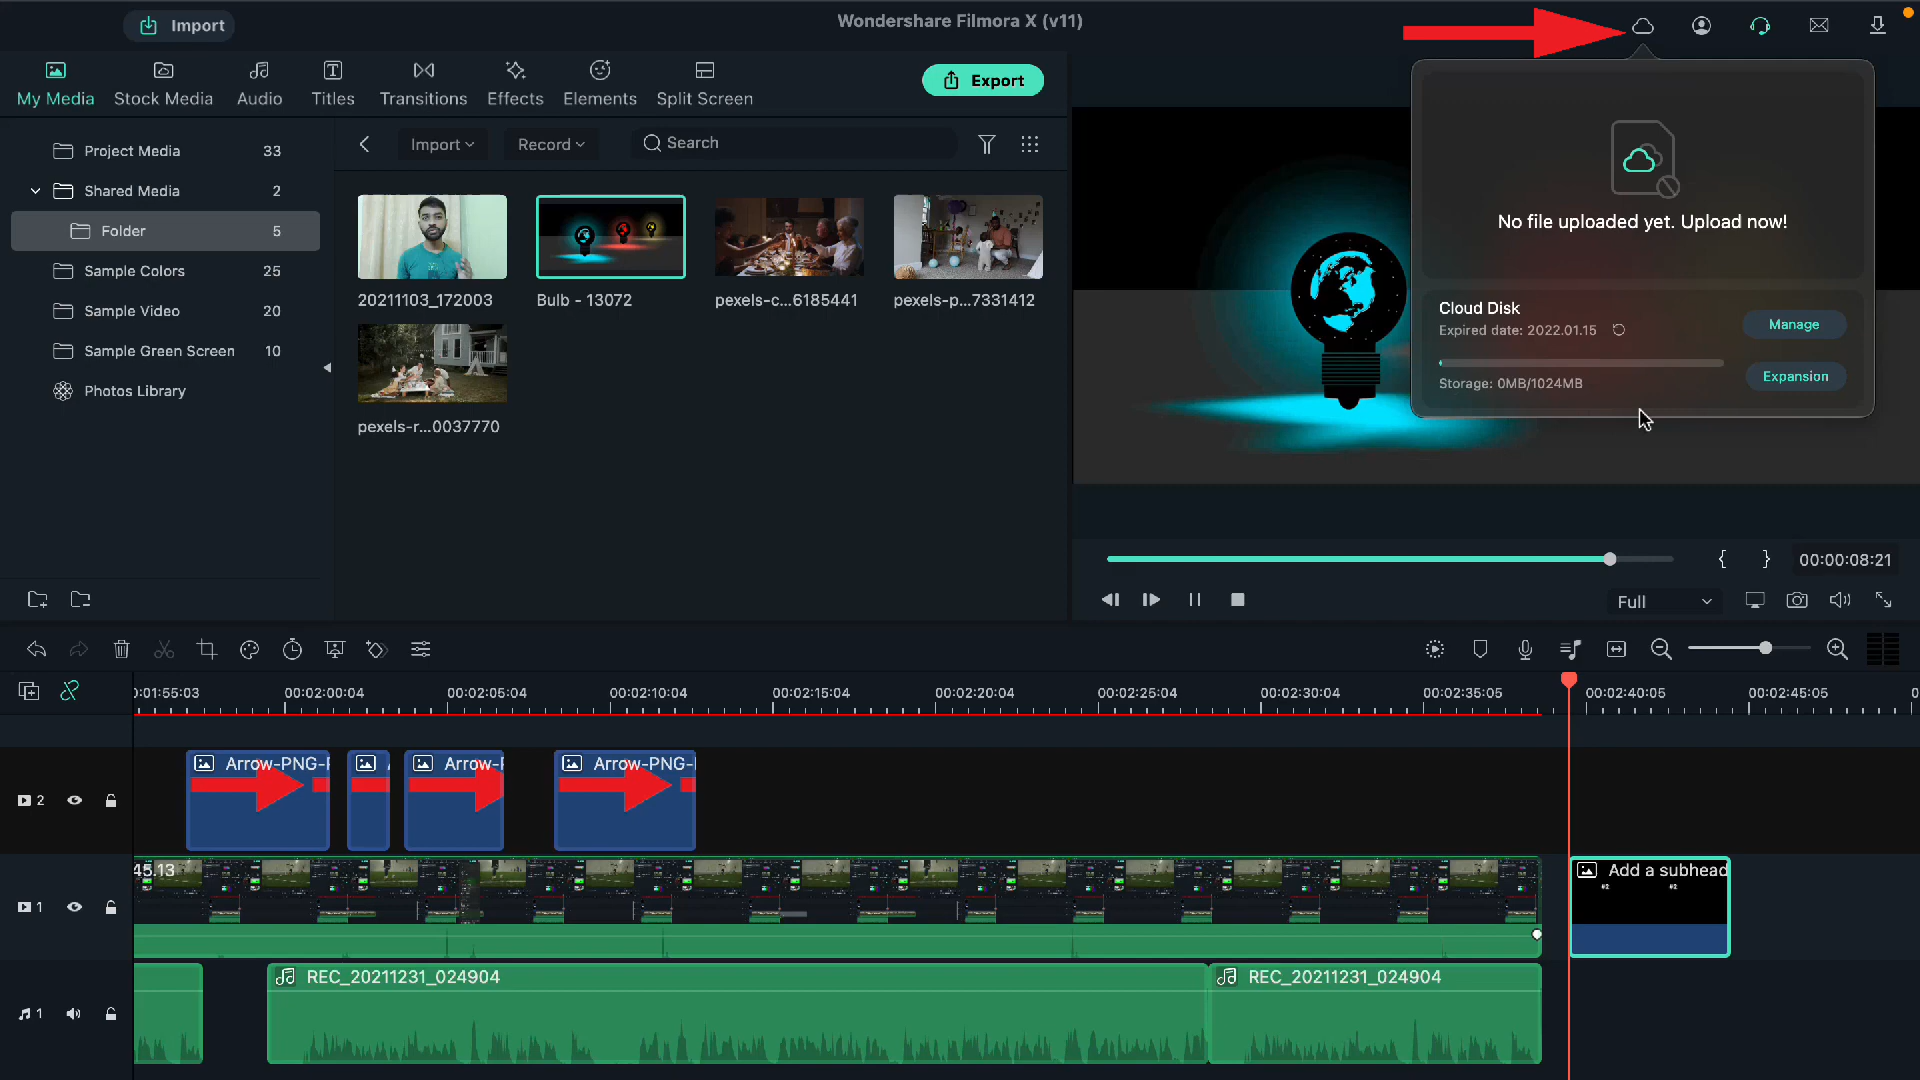 Wondershare Filmora X (v11)
Import
My Media
Stock Media
Audio
Titles
Transitions
Effects
Elements
Split Screen
Export
Project Media 33
Shared Media 2
Folder 5
Sample Colors 25
Sample Video 20
Sample Green Screen 10
Photos Library
Import
Record
Search
20211103_172003
Bulb - 13072
pexels-c...6185441
pexels-p...7331412
pexels-r...0037770
No file uploaded yet. Upload now!
Cloud Disk
Expired date: 2022.01.15
Manage
Storage: 0MB/1024MB
Expansion
{ } 00:00:08:21
Full
0:01:55:03 00:02:00:04 00:02:05:04 00:02:10:04 00:02:15:04 00:02:20:04 00:02:25:04 00:02:30:04 00:02:35:05 00:02:40:05 00:02:45:05
2
Arrow-PNG-
Arrow-
Arrow-PNG-
1
45.13
Add a subhead
#2 #2
1
REC_20211231_024904
REC_20211231_024904